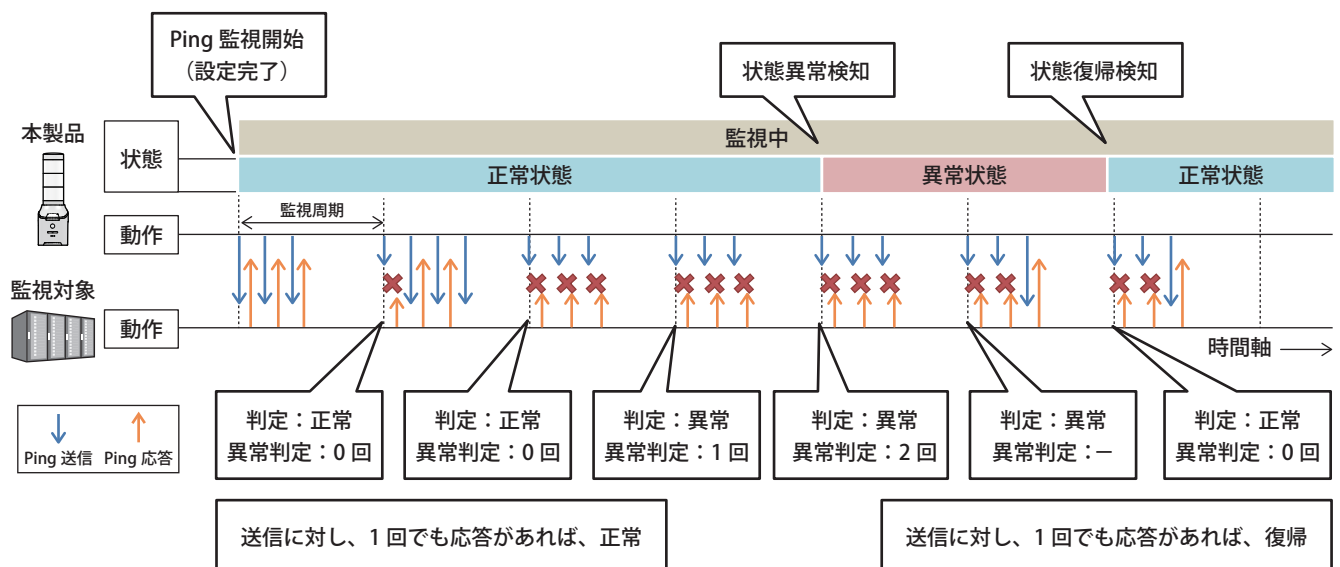 Ping 監視開始
（設定完了）
状態異常検知
状態復帰検知
本製品
状態
監視中
正常状態
異常状態
正常状態
監視周期
動作
監視対象
動作
時間軸
判定：正常
異常判定：0 回
判定：正常
異常判定：0 回
判定：異常
異常判定：1 回
判定：異常
異常判定：2 回
判定：異常
異常判定：－
判定：正常
異常判定：0 回
Ping 送信
Ping 応答
送信に対し、1 回でも応答があれば、正常
送信に対し、1 回でも応答があれば、復帰